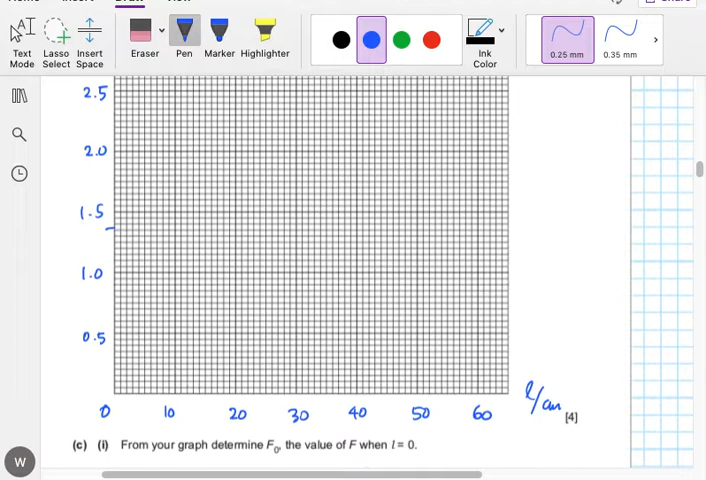 Text Mode
Lasso Select
Insert Space
Eraser
Pen
Marker
Highlighter
Ink Color
0.25 mm
0.35 mm
2.5
2.0
1.5
1.0
0.5
0 10 20 30 40 50 60
l/cm
[4]
(c) (i) From your graph determine F0, the value of F when l = 0.
W